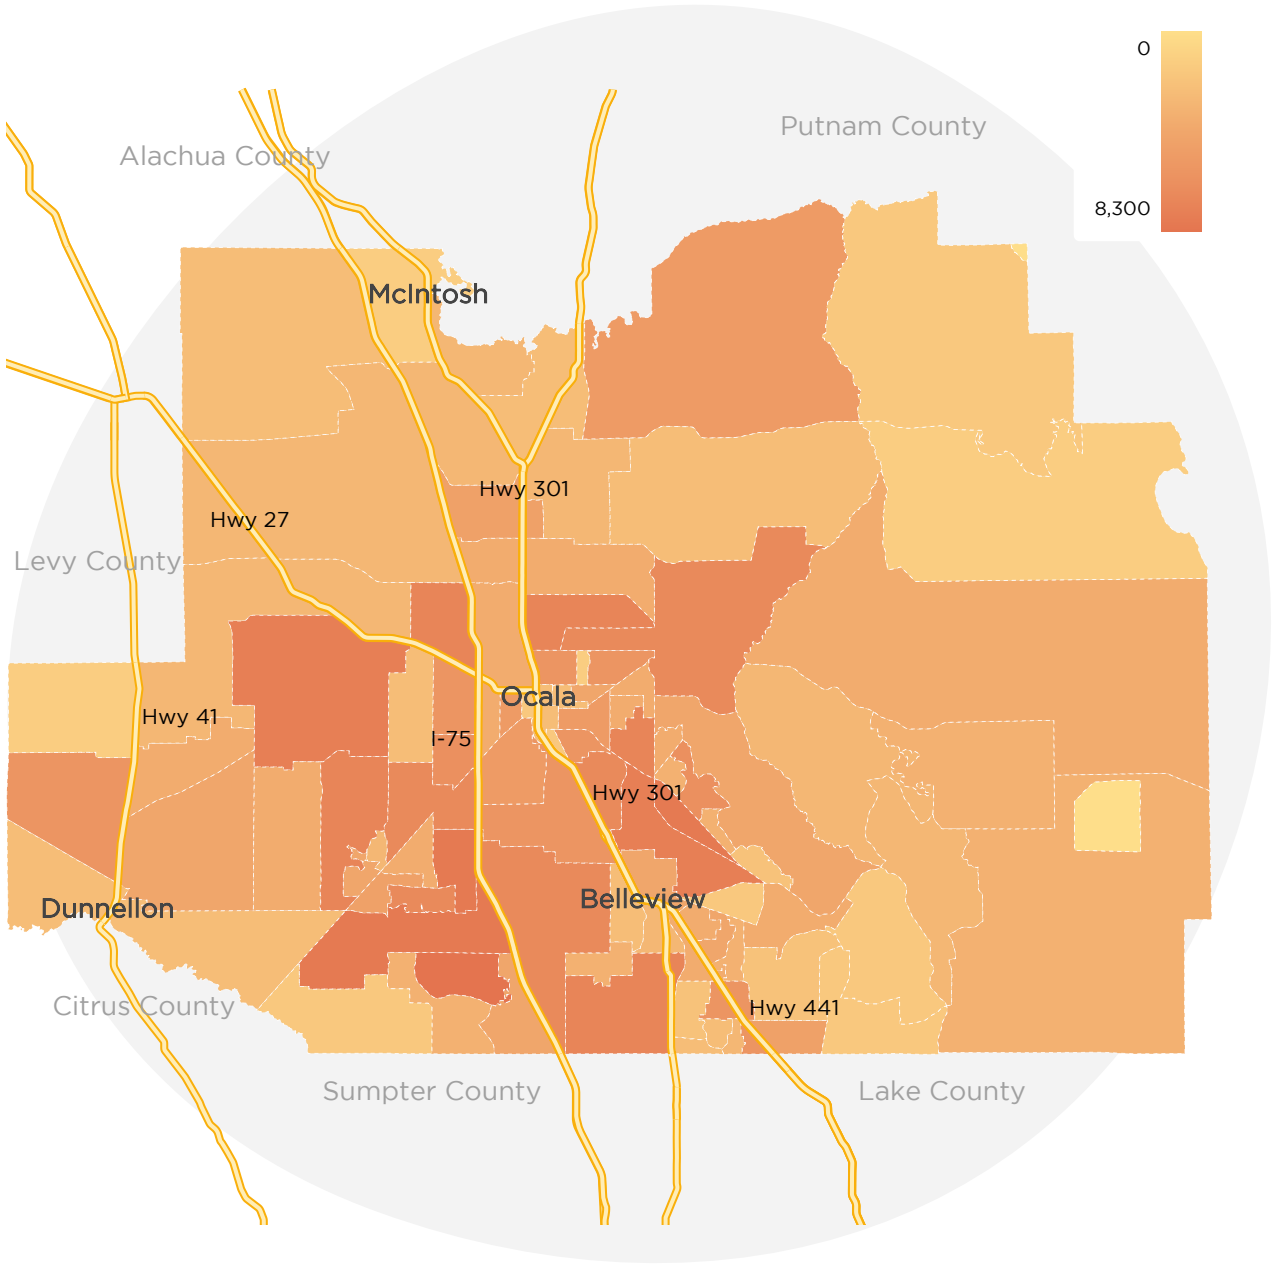 0
Putnam County
Alachua County
8,300
McIntosh
Hwy 301
Hwy 27
Levy County
Ocala
Hwy 41
I-75
Hwy 301
Belleview
Dunnellon
Citrus County
Hwy 441
Sumpter County
Lake County